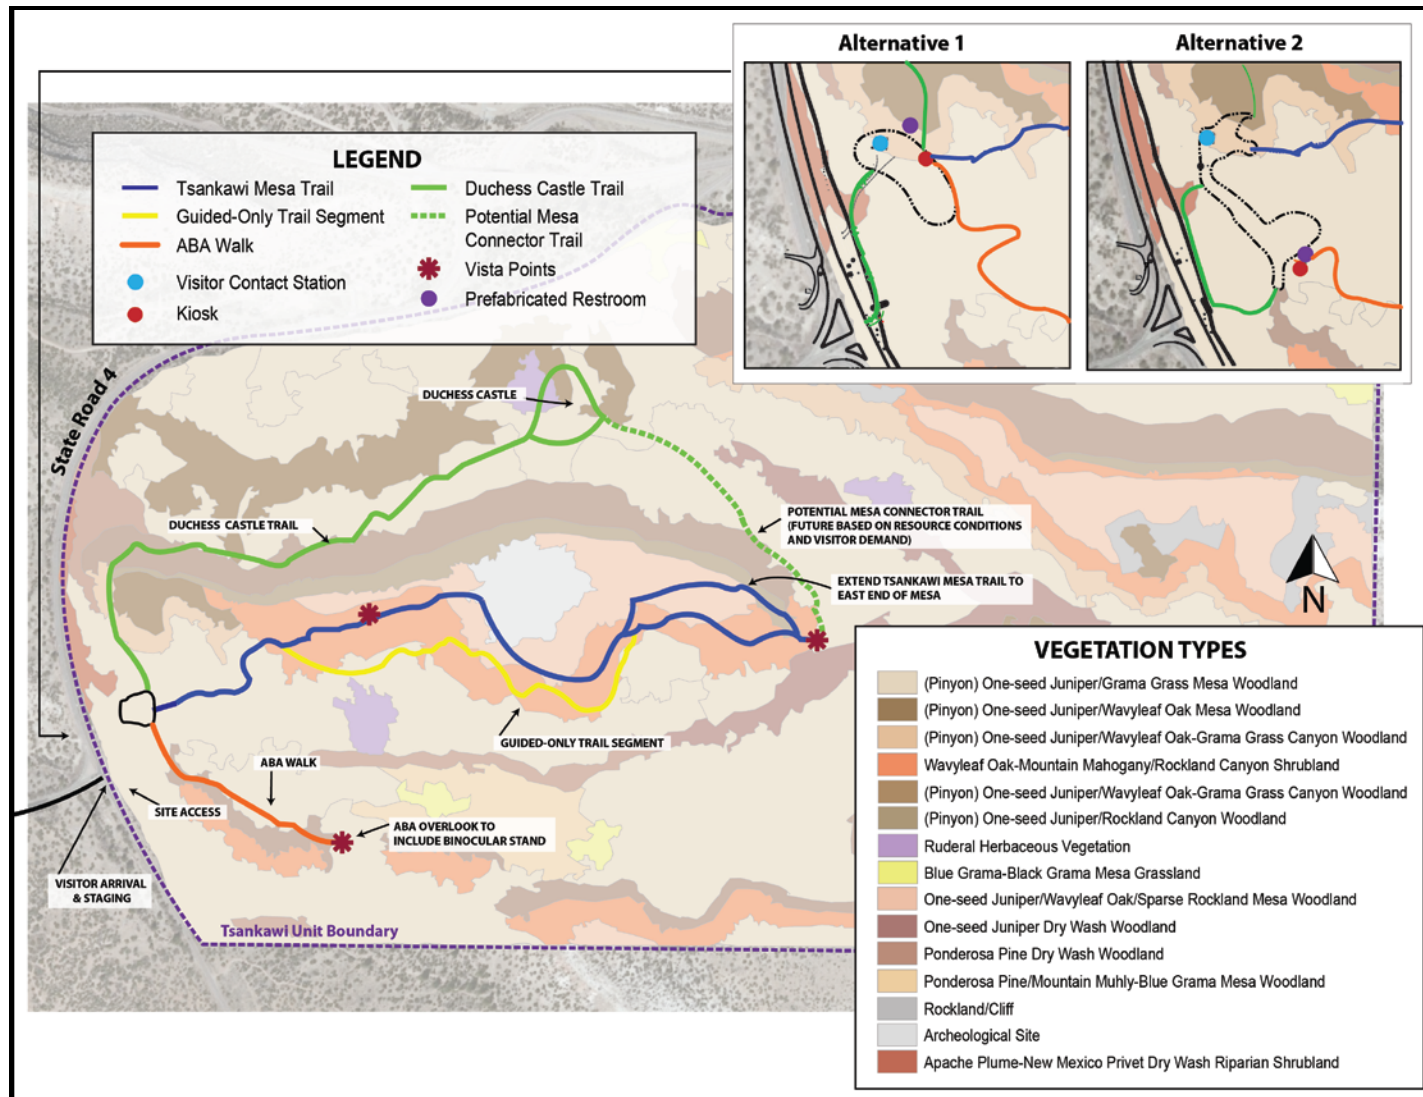 Alternative 1
Alternative 2
LEGEND
Tsankawi Mesa Trail
Guided-Only Trail Segment
ABA Walk
Visitor Contact Station
Kiosk
Duchess Castle Trail
Potential Mesa
Connector Trail
Vista Points
Prefabricated Restroom
State Road 4
DUCHESS CASTLE
DUCHESS CASTLE TRAIL
POTENTIAL MESA CONNECTOR TRAIL
(FUTURE BASED ON RESOURCE CONDITIONS
AND VISITOR DEMAND)
EXTEND TSANKAWI MESA TRAIL TO
EAST END OF MESA
N
GUIDED-ONLY TRAIL SEGMENT
ABA WALK
SITE ACCESS
ABA OVERLOOK TO
INCLUDE BINOCULAR STAND
VISITOR ARRIVAL
& STAGING
Tsankawi Unit Boundary
VEGETATION TYPES
(Pinyon) One-seed Juniper/Grama Grass Mesa Woodland
(Pinyon) One-seed Juniper/Wavyleaf Oak Mesa Woodland
(Pinyon) One-seed Juniper/Wavyleaf Oak-Grama Grass Canyon Woodland
Wavyleaf Oak-Mountain Mahogany/Rockland Canyon Shrubland
(Pinyon) One-seed Juniper/Wavyleaf Oak-Grama Grass Canyon Woodland
(Pinyon) One-seed Juniper/Rockland Canyon Woodland
Ruderal Herbaceous Vegetation
Blue Grama-Black Grama Mesa Grassland
One-seed Juniper/Wavyleaf Oak/Sparse Rockland Mesa Woodland
One-seed Juniper Dry Wash Woodland
Ponderosa Pine Dry Wash Woodland
Ponderosa Pine/Mountain Muhly-Blue Grama Mesa Woodland
Rockland/Cliff
Archeological Site
Apache Plume-New Mexico Privet Dry Wash Riparian Shrubland